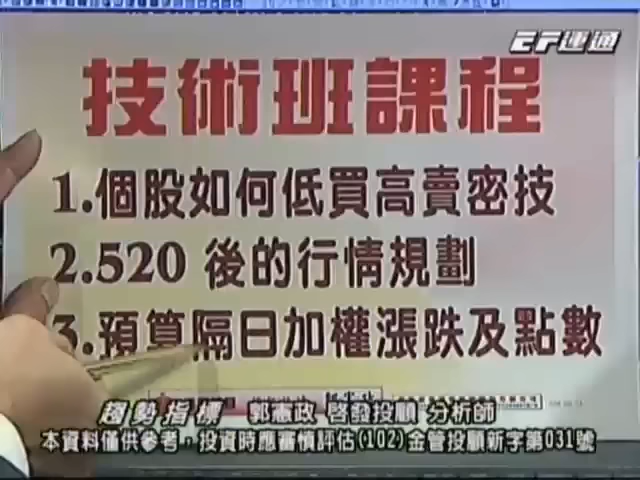 EF運通
技術班課程
1.個股如何低買高賣密技
2.520 後的行情規劃
3.預算隔日加權漲跌及點數
趨勢指標 郭憲政 啓發投顧 分析師
本資料僅供參考，投資時應審慎評估(102)金管投顧新字第031號